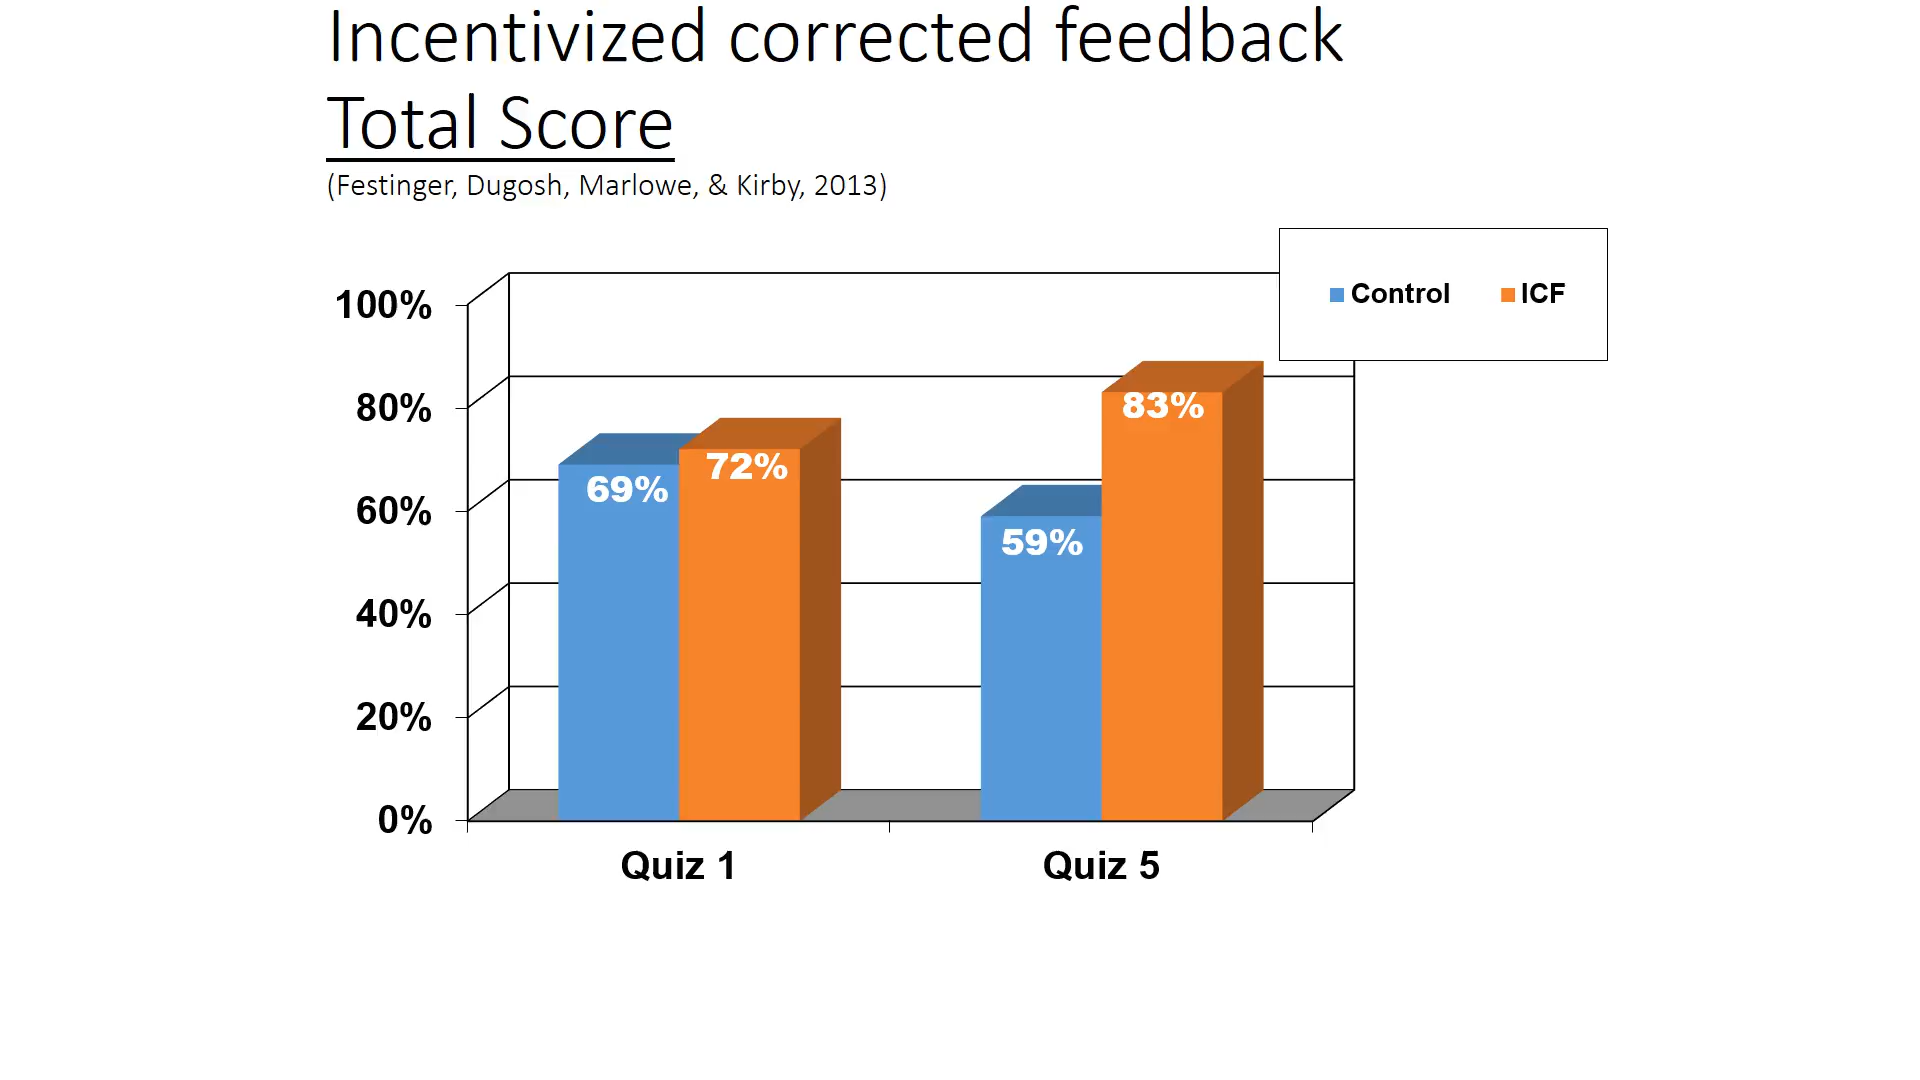 Incentivized corrected feedback
Total Score
(Festinger, Dugosh, Marlowe, & Kirby, 2013)
Control ICF
100%
80%
60%
40%
20%
0%
69%
72%
59%
83%
Quiz 1
Quiz 5